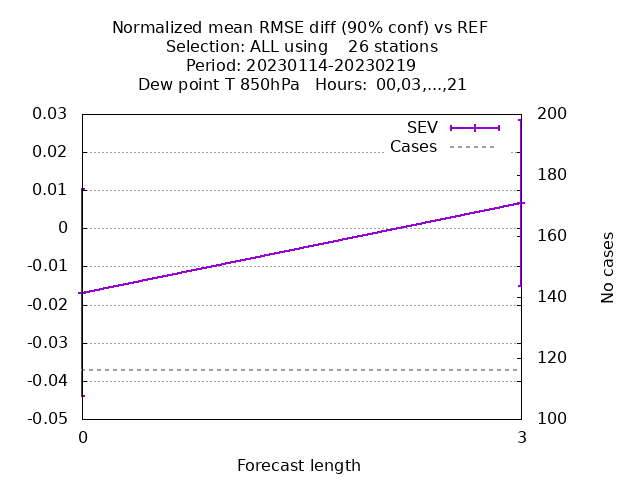 Normalized mean RMSE diff (90% conf) vs REF
Selection: ALL using    26 stations
Period: 20230114-20230219
Dew point T 850hPa   Hours:  00,03,...,21
0.03
0.02
0.01
0
-0.01
-0.02
-0.03
-0.04
-0.05
SEV
Cases
200
180
160
140
120
100
No cases
0
3
Forecast length